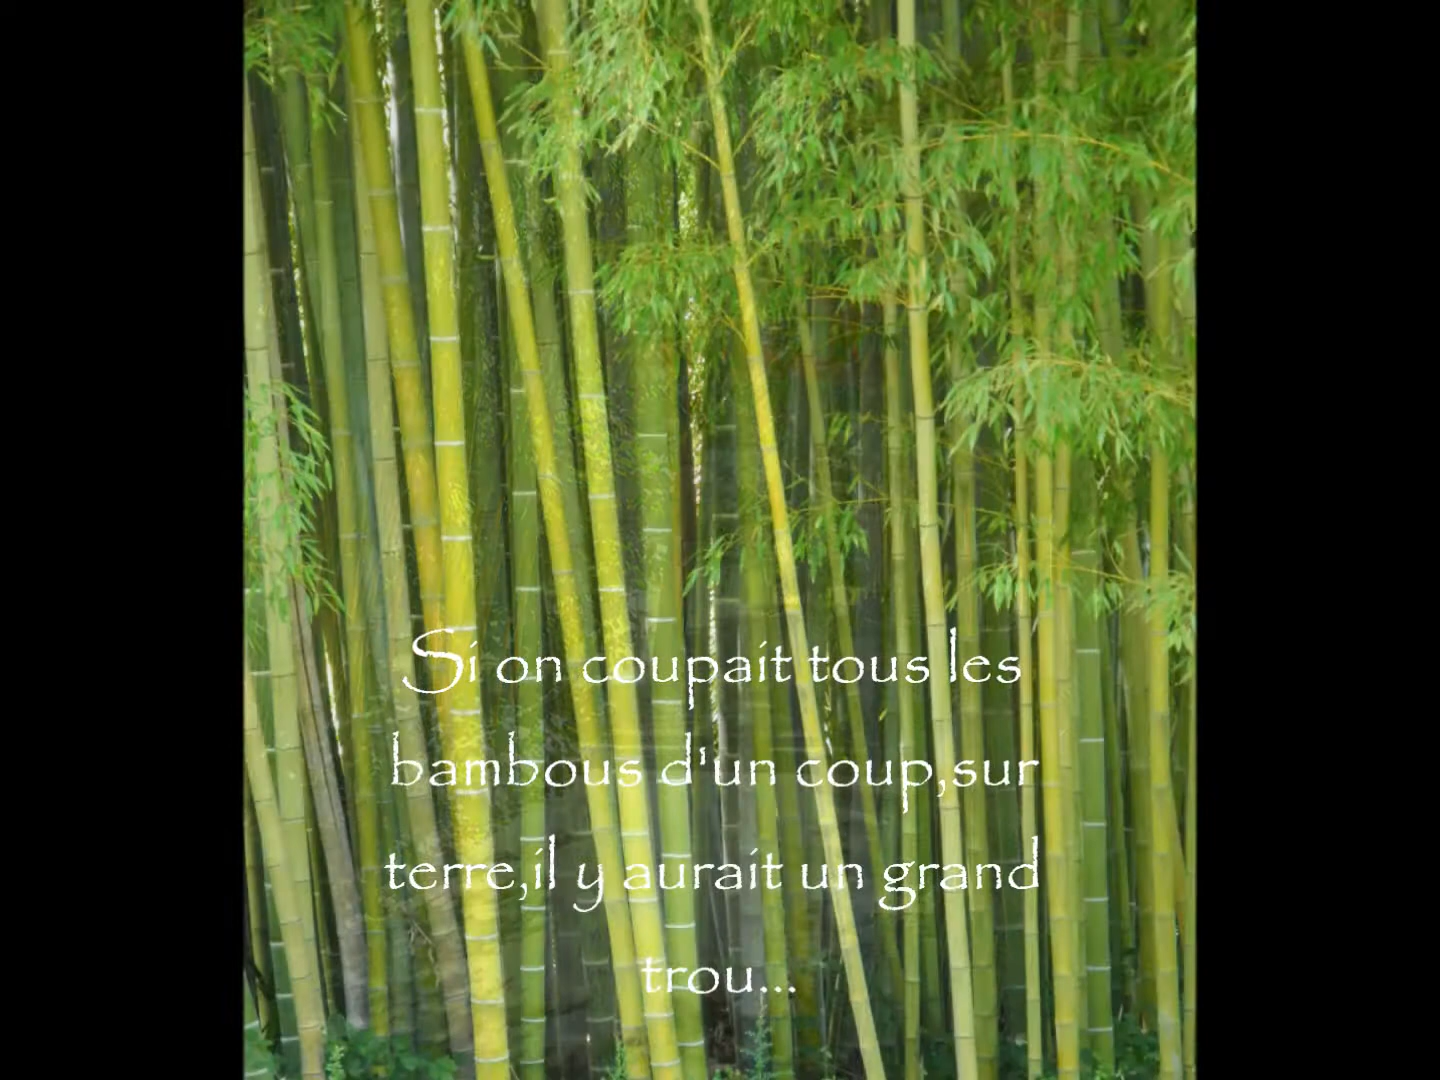 Si on coupait tous les
bambous d'un coup,sur
terre,il y aurait un grand
trou...